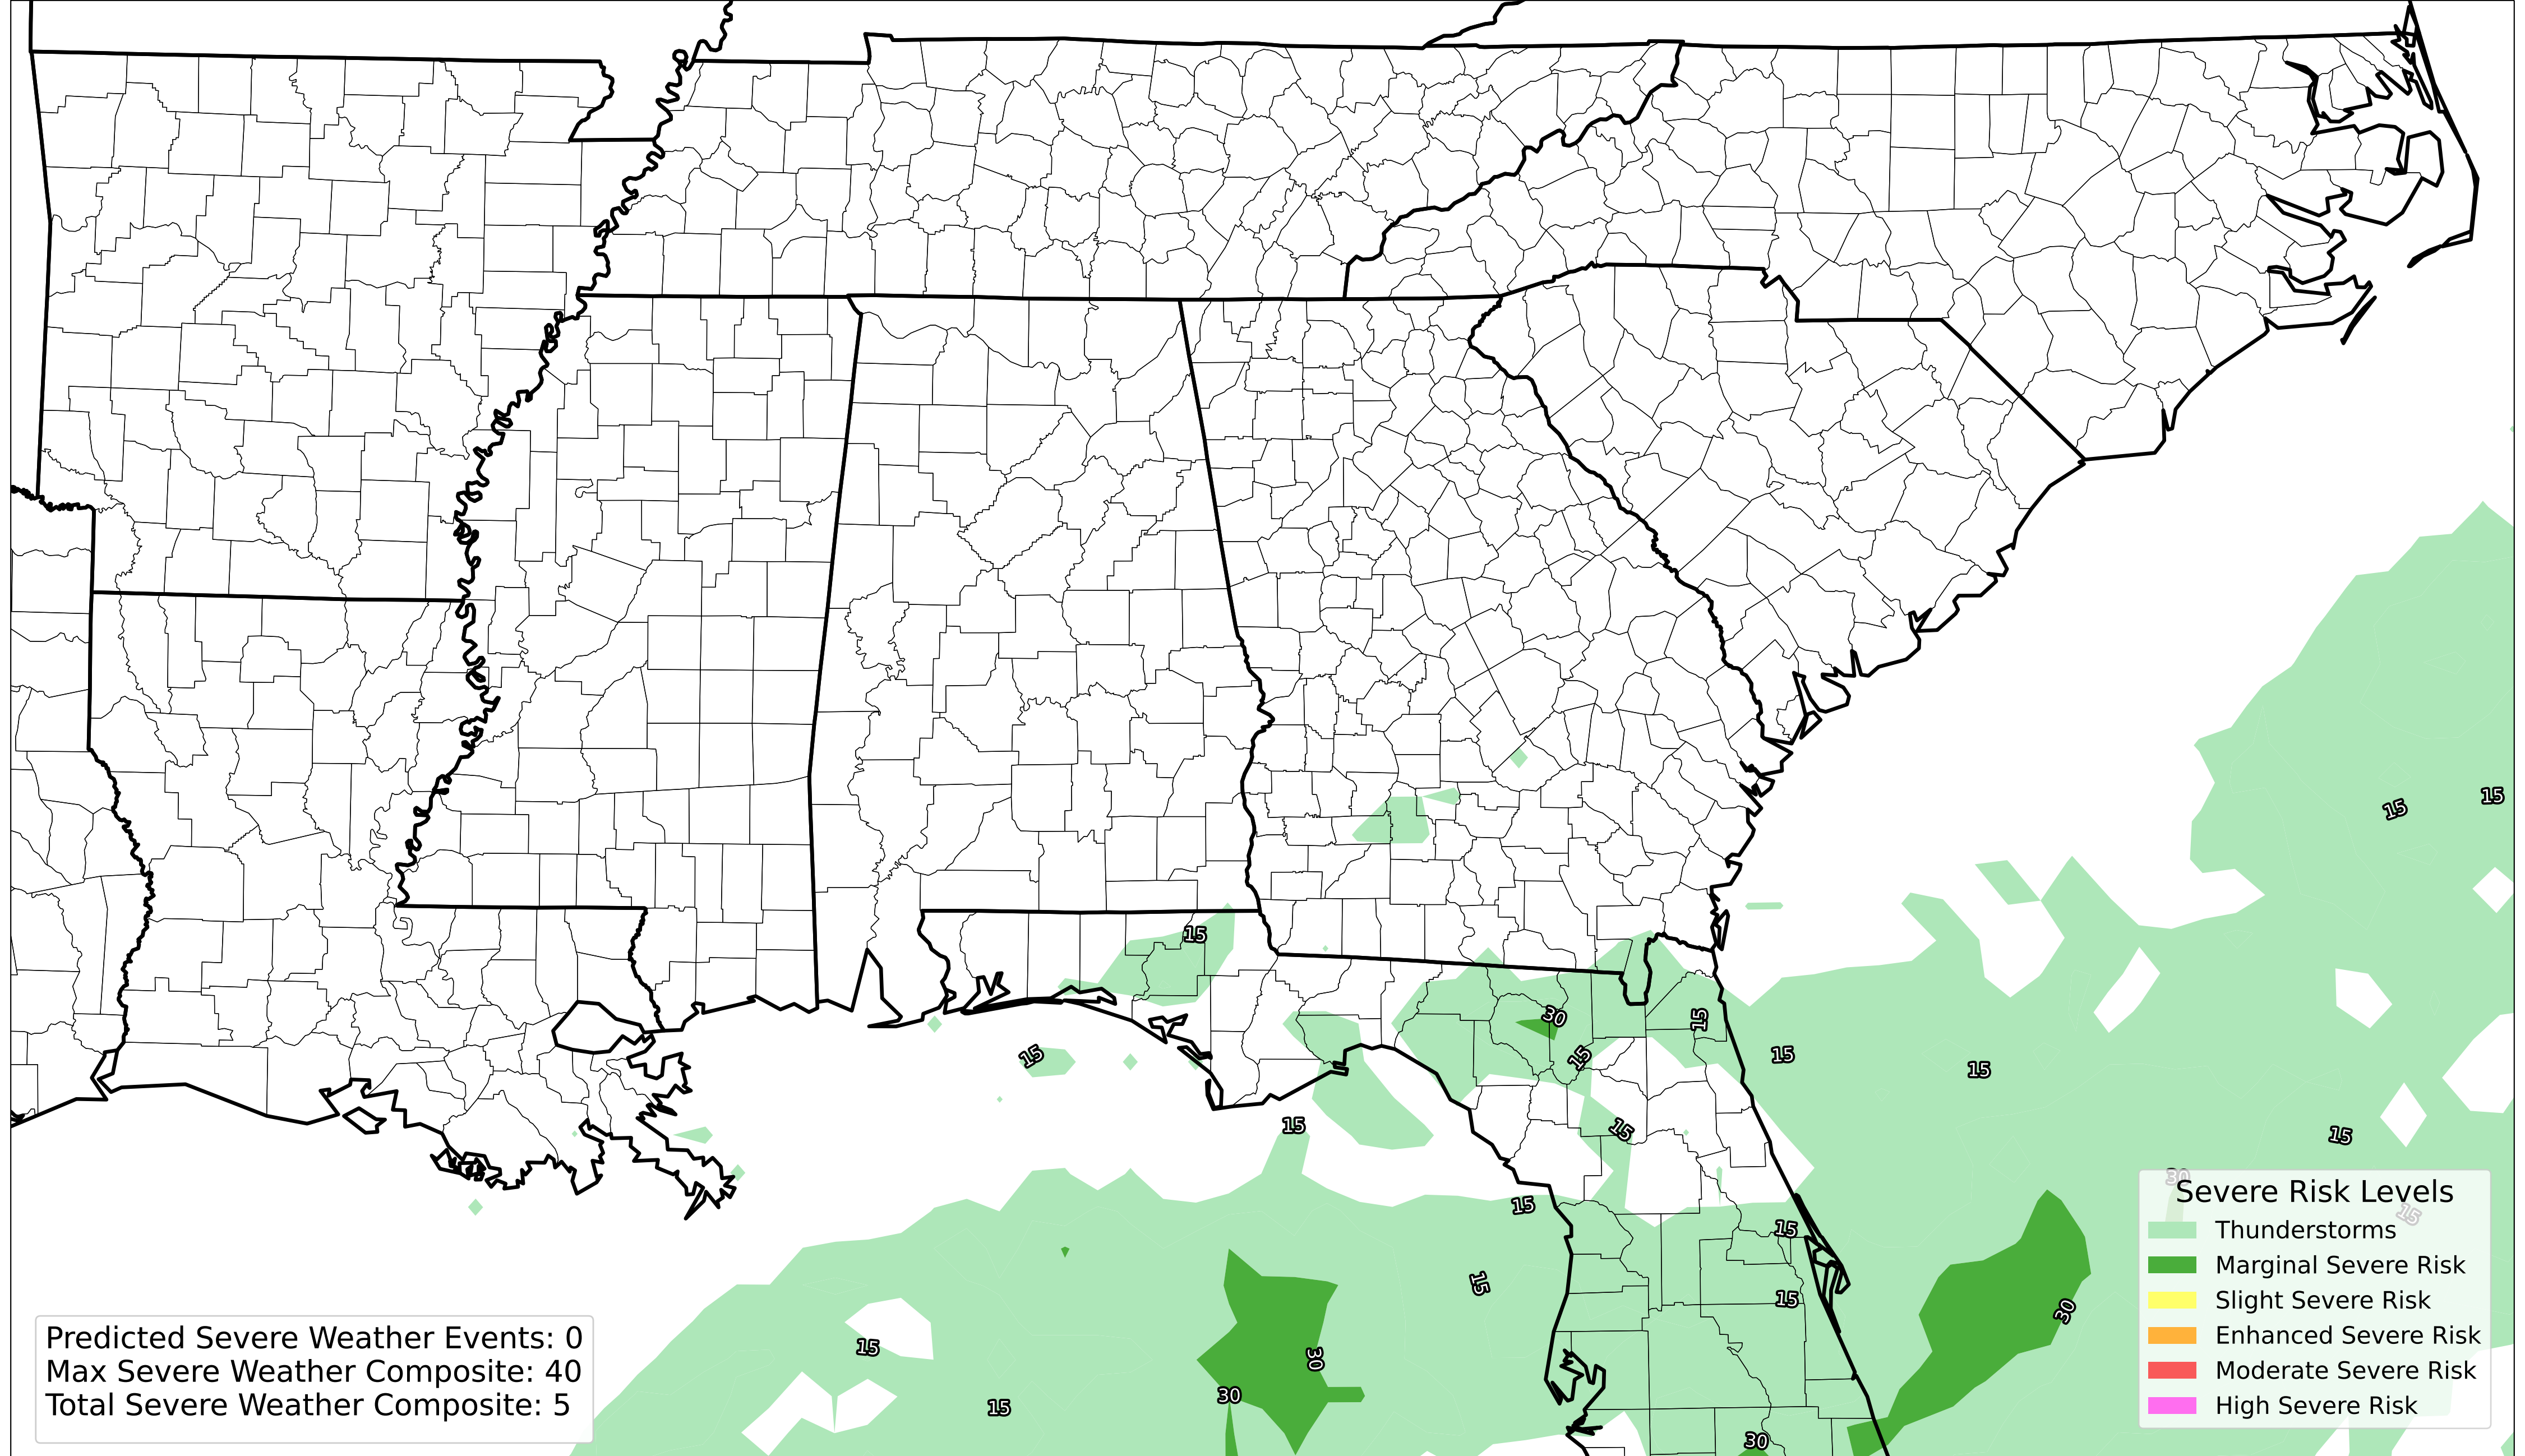 15
15
15
30
15
15
15
15
15
15
15
15
30
15
15
15
15
30
15
30
30
15
30
Severe Risk Levels
Thunderstorms
Marginal Severe Risk
Slight Severe Risk
Enhanced Severe Risk
Moderate Severe Risk
High Severe Risk
Predicted Severe Weather Events: 0
Max Severe Weather Composite: 40
Total Severe Weather Composite: 5